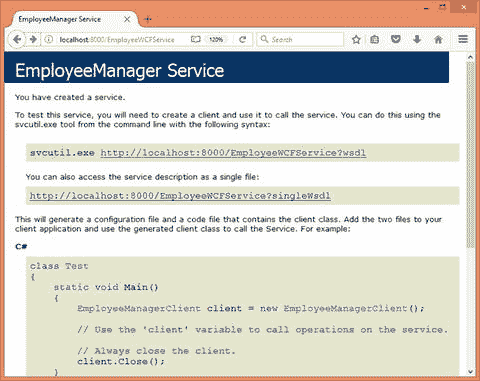 EmployeeManager Service
localhost:8000/EmployeeWCFService
120%
Search
EmployeeManager Service
You have created a service.
To test this service, you will need to create a client and use it to call the service. You can do this using the
svcutil.exe tool from the command line with the following syntax:
svcutil.exe http://localhost:8000/EmployeeWCFService?wsdl
You can also access the service description as a single file:
http://localhost:8000/EmployeeWCFService?singleWsdl
This will generate a configuration file and a code file that contains the client class. Add the two files to your
client application and use the generated client class to call the Service. For example:
C#
class Test
{
static void Main()
{
EmployeeManagerClient client = new EmployeeManagerClient();
// Use the 'client' variable to call operations on the service.
// Always close the client.
client.Close();
}